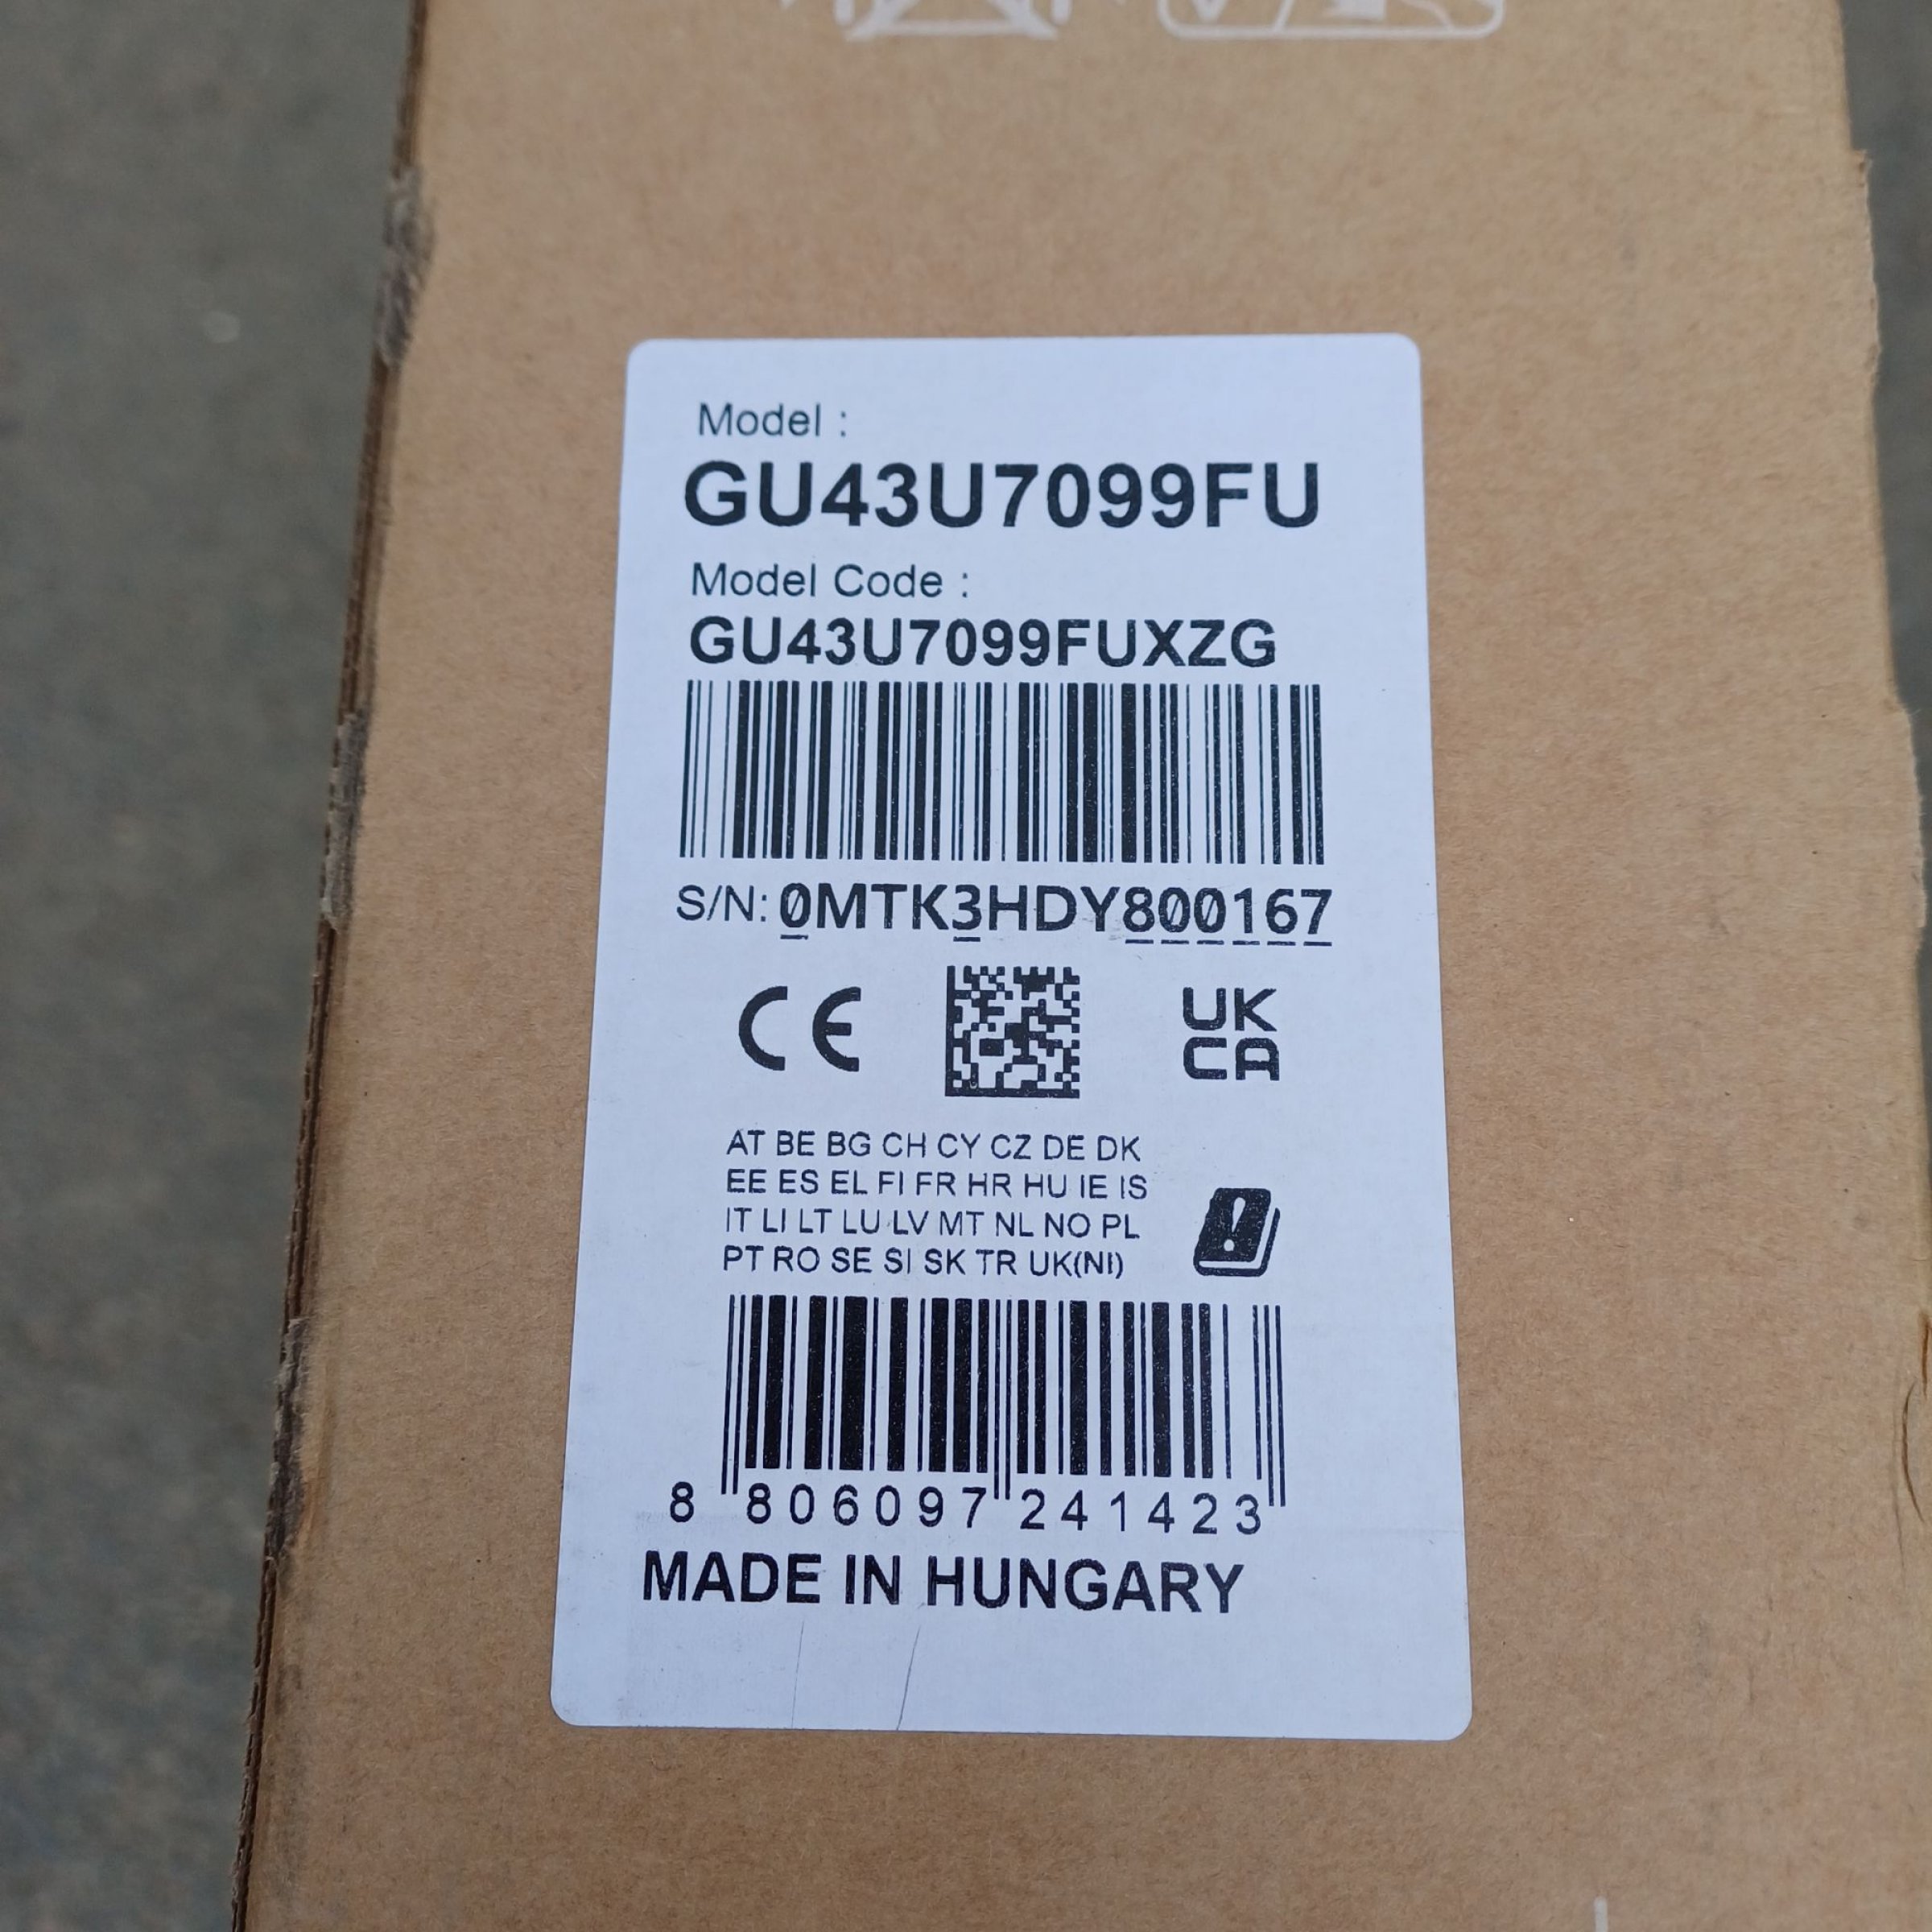 Model :
GU43U7099FU
Model Code :
GU43U7099FUXZG
S/N: 0MTK3HDY800167
CE
UK
CA
AT BE BG CH CY CZ DE DK
EE ES EL FI FR HR HU IE IS
IT LI LT LU LV MT NL NO PL
PT RO SE SI SK TR UK(NI)
8 806097 241423
MADE IN HUNGARY